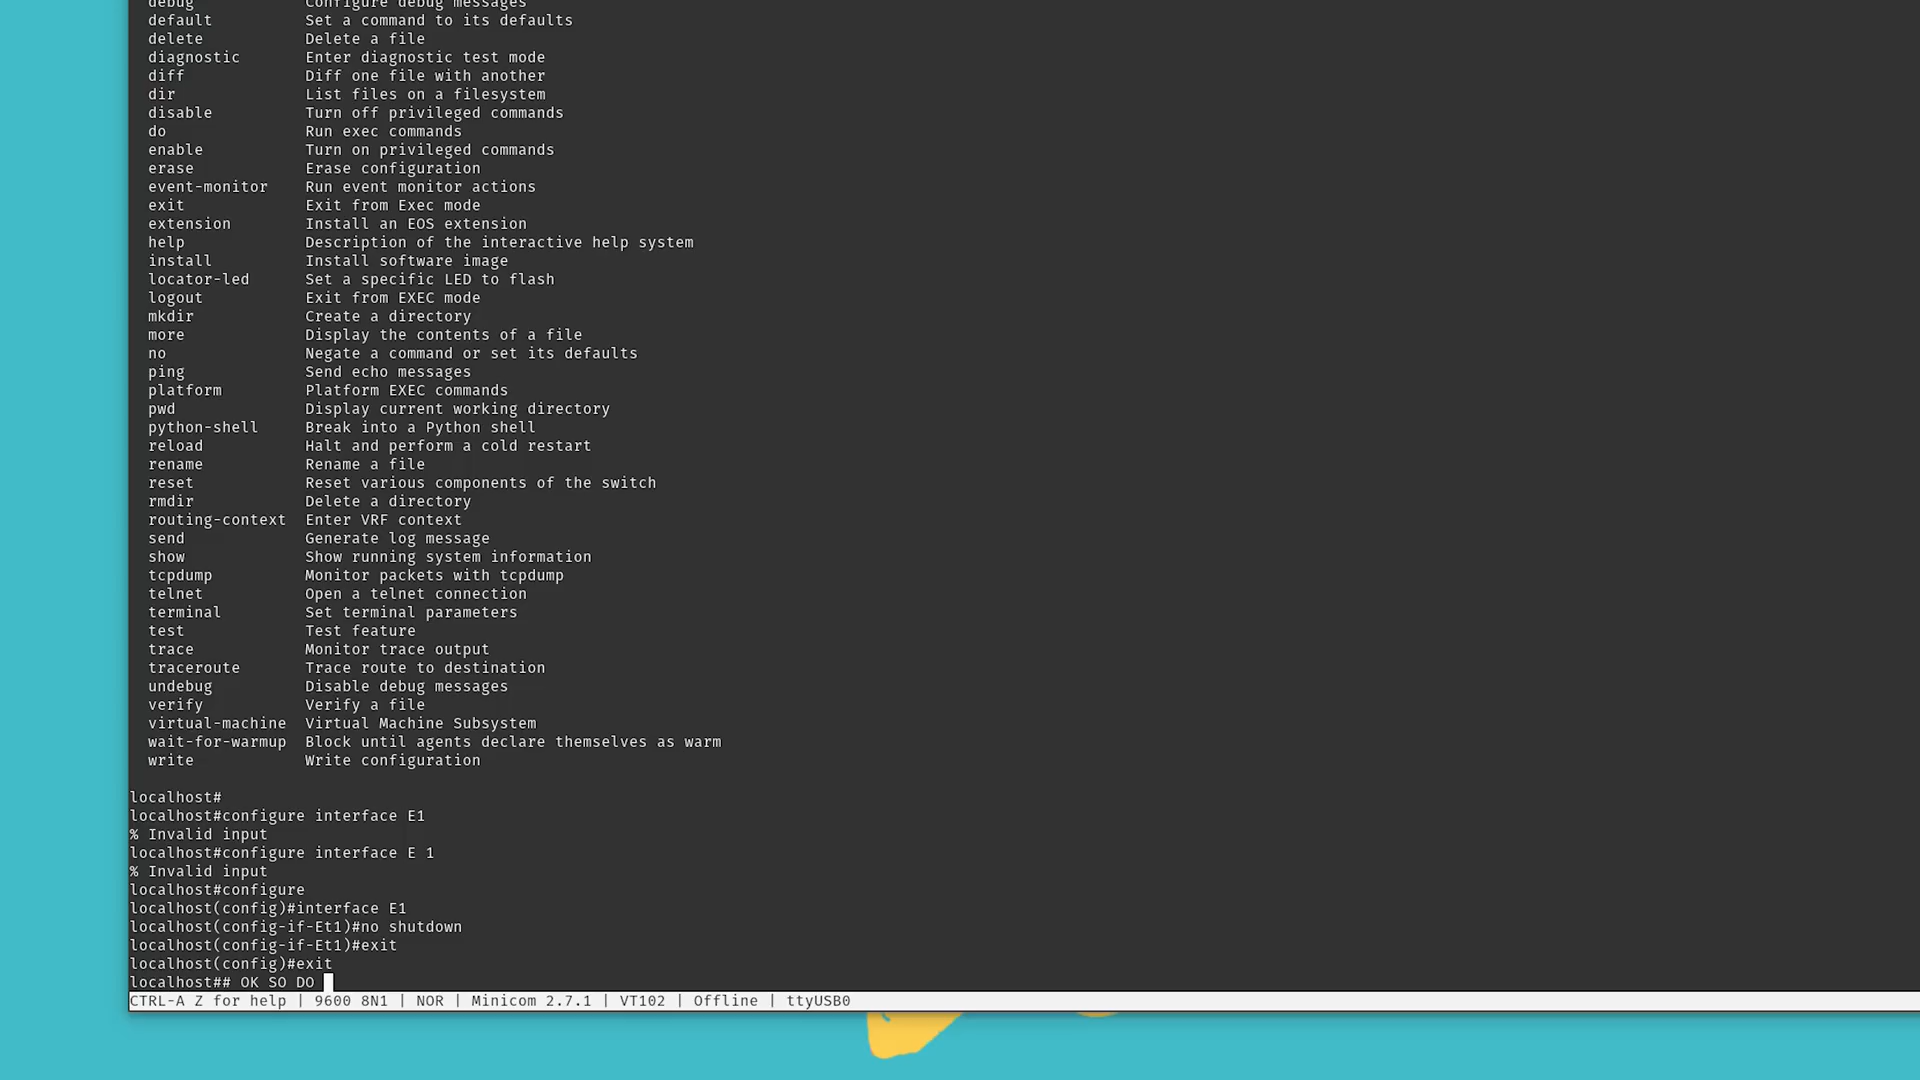 debug Configure debug messages
default Set a command to its defaults
delete Delete a file
diagnostic Enter diagnostic test mode
diff Diff one file with another
dir List files on a filesystem
disable Turn off privileged commands
do Run exec commands
enable Turn on privileged commands
erase Erase configuration
event-monitor Run event monitor actions
exit Exit from Exec mode
extension Install an EOS extension
help Description of the interactive help system
install Install software image
locator-led Set a specific LED to flash
logout Exit from EXEC mode
mkdir Create a directory
more Display the contents of a file
no Negate a command or set its defaults
ping Send echo messages
platform Platform EXEC commands
pwd Display current working directory
python-shell Break into a Python shell
reload Halt and perform a cold restart
rename Rename a file
reset Reset various components of the switch
rmdir Delete a directory
routing-context Enter VRF context
send Generate log message
show Show running system information
tcpdump Monitor packets with tcpdump
telnet Open a telnet connection
terminal Set terminal parameters
test Test feature
trace Monitor trace output
traceroute Trace route to destination
undebug Disable debug messages
verify Verify a file
virtual-machine Virtual Machine Subsystem
wait-for-warmup Block until agents declare themselves as warm
write Write configuration
localhost#
localhost#configure interface E1
% Invalid input
localhost#configure interface E 1
% Invalid input
localhost#configure
localhost(config)#interface E1
localhost(config-if-Et1)#no shutdown
localhost(config-if-Et1)#exit
localhost(config)#exit
localhost## OK SO DO
CTRL-A Z for help | 9600 8N1 | NOR | Minicom 2.7.1 | VT102 | Offline | ttyUSB0